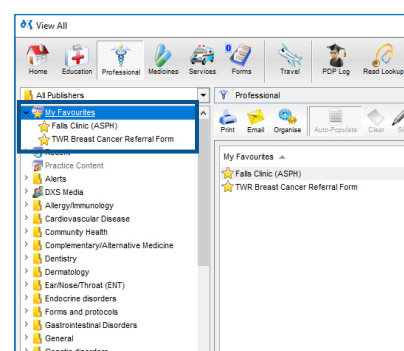 View All
Home Education Professional Medicines Services Forms Travel PDP Log Read Lookup
All Publishers
My Favourites
Falls Clinic (ASPH)
TWR Breast Cancer Referral Form
Practice Content
Alerts
DXS Media
Allergy/Immunology
Cardiovascular Disease
Community Health
Complementary/Alternative Medicine
Dentistry
Dermatology
Ear/Nose/Throat (ENT)
Endocrine disorders
Forms and protocols
Gastrointestinal Disorders
General
Genetic disorders
Professional
Print Email Organise Auto-Populate Clear
My Favourites
Falls Clinic (ASPH)
TWR Breast Cancer Referral Form